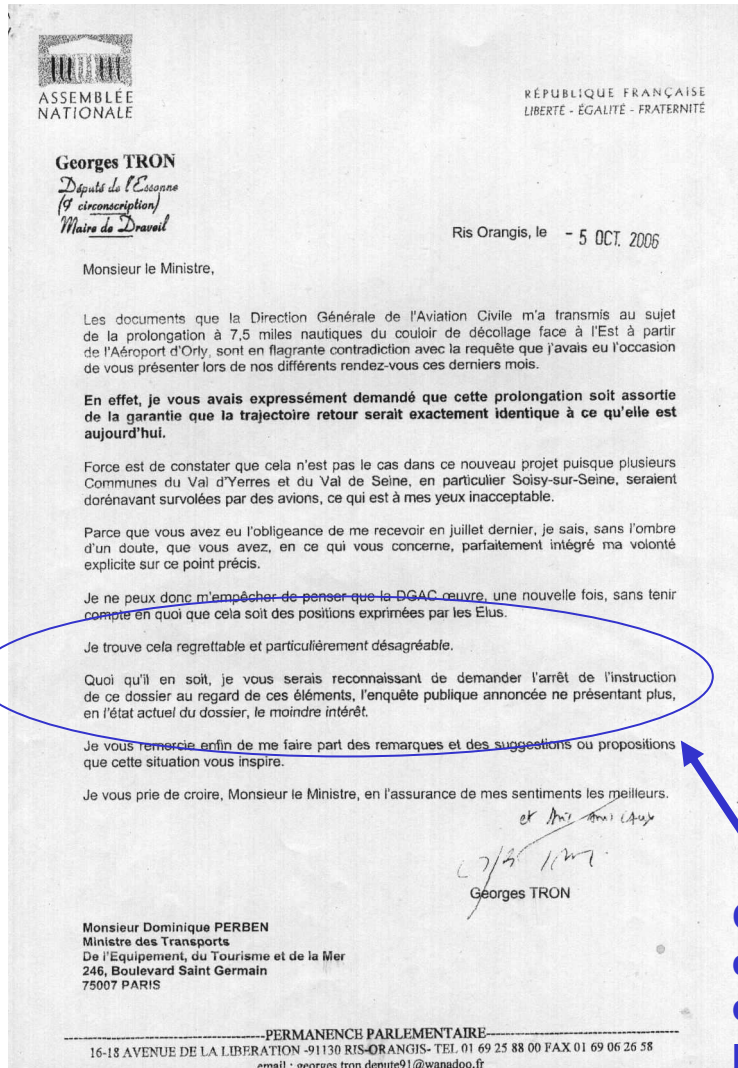 ASSEMBLÉE
NATIONALE
RÉPUBLIQUE FRANÇAISE
LIBERTÉ - ÉGALITÉ - FRATERNITÉ
Georges TRON
Député de l'Essonne
(9e circonscription)
Maire de Draveil
Ris Orangis, le - 5 OCT. 2006
Monsieur le Ministre,
Les documents que la Direction Générale de l'Aviation Civile m'a transmis au sujet
de la prolongation à 7,5 miles nautiques du couloir de décollage face à l'Est à partir
de l'Aéroport d'Orly, sont en flagrante contradiction avec la requête que j'avais eu l'occasion
de vous présenter lors de nos différents rendez-vous ces derniers mois.
En effet, je vous avais expressément demandé que cette prolongation soit assortie
de la garantie que la trajectoire retour serait exactement identique à ce qu'elle est
aujourd'hui.
Force est de constater que cela n'est pas le cas dans ce nouveau projet puisque plusieurs
Communes du Val d'Yerres et du Val de Seine, en particulier Soisy-sur-Seine, seraient
dorénavant survolées par des avions, ce qui est à mes yeux inacceptable.
Parce que vous avez eu l'obligeance de me recevoir en juillet dernier, je sais, sans l'ombre
d'un doute, que vous avez, en ce qui vous concerne, parfaitement intégré ma volonté
explicite sur ce point précis.
Je ne peux donc m'empêcher de penser que la DGAC œuvre, une nouvelle fois, sans tenir
compte en quoi que cela soit des positions exprimées par les Elus.
Je trouve cela regrettable et particulièrement désagréable.
Quoi qu'il en soit, je vous serais reconnaissant de demander l'arrêt de l'instruction
de ce dossier au regard de ces éléments, l'enquête publique annoncée ne présentant plus,
en l'état actuel du dossier, le moindre intérêt.
Je vous remercie enfin de me faire part des remarques et des suggestions ou propositions
que cette situation vous inspire.
Je vous prie de croire, Monsieur le Ministre, en l'assurance de mes sentiments les meilleurs.
et
Georges TRON
Monsieur Dominique PERBEN
Ministre des Transports
De l'Equipement, du Tourisme et de la Mer
246, Boulevard Saint Germain
75007 PARIS
PERMANENCE PARLEMENTAIRE
16-18 AVENUE DE LA LIBERATION -91130 RIS-ORANGIS- TEL 01 69 25 88 00 FAX 01 69 06 26 58
email : georges.tron.depute91@wanadoo.fr